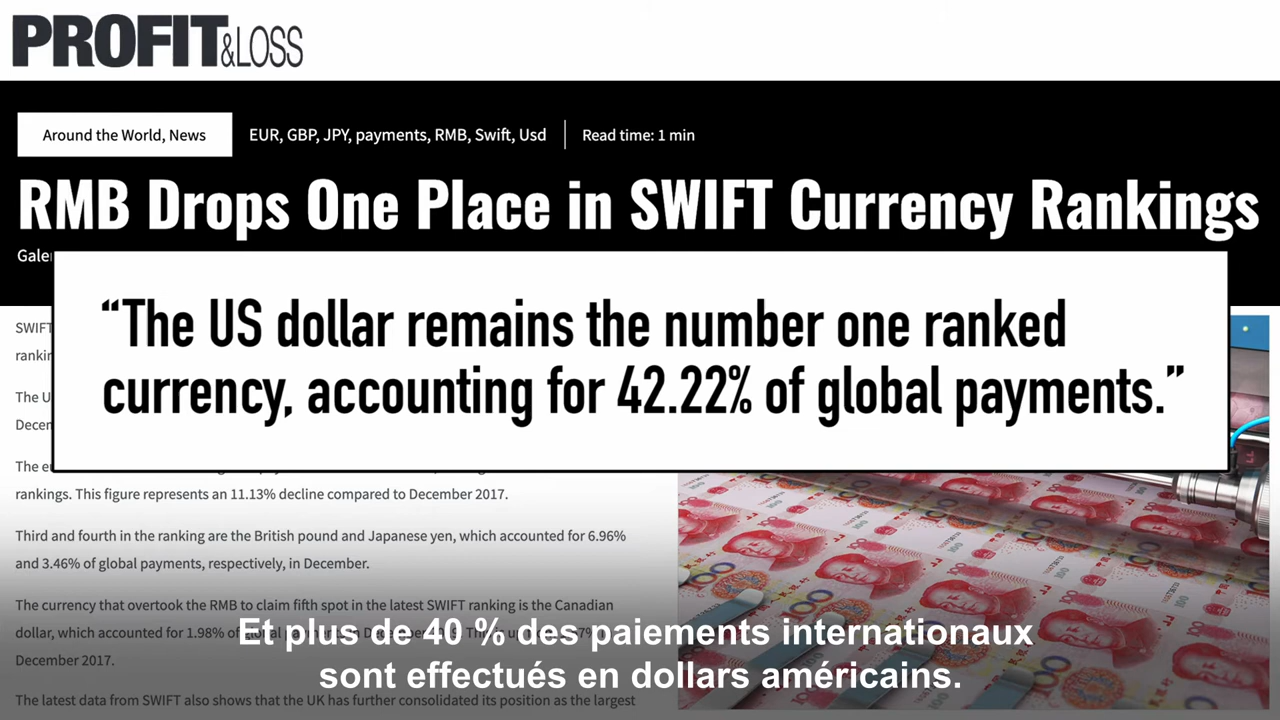 PROFIT&LOSS
Around the World, News
EUR, GBP, JPY, payments, RMB, Swift, Usd
Read time: 1 min
RMB Drops One Place in SWIFT Currency Rankings
“The US dollar remains the number one ranked
currency, accounting for 42.22% of global payments.”
SWIFT
The
rankings. This figure represents an 11.13% decline compared to December 2017.
Third and fourth in the ranking are the British pound and Japanese yen, which accounted for 6.96%
and 3.46% of global payments, respectively, in December.
The currency that overtook the RMB to claim fifth spot in the latest SWIFT ranking is the Canadian
dollar, which accounted for 1.98% of
December 2017.
The latest data from SWIFT also shows that the UK has further consolidated its position as the largest
Et plus de 40 % des paiements internationaux
sont effectués en dollars américains.